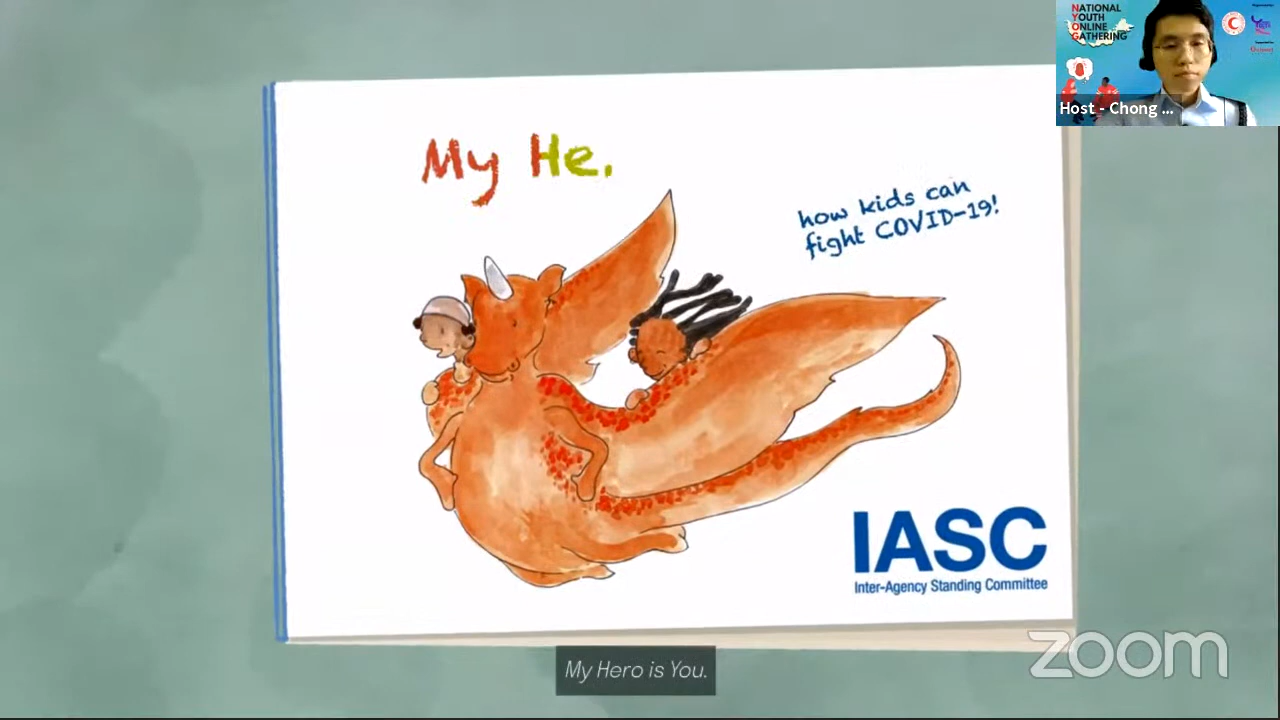 NATIONAL
YOUTH
ONLINE
GATHERING
Host - Chong ...
My He.
how kids can
fight COVID-19!
IASC
Inter-Agency Standing Committee
zoom
My Hero is You.